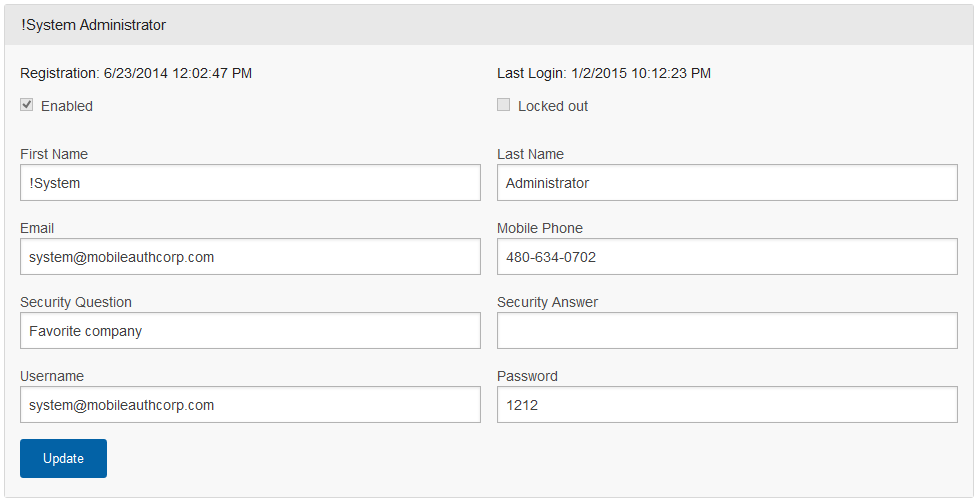 !System Administrator
Registration: 6/23/2014 12:02:47 PM
Last Login: 1/2/2015 10:12:23 PM
Enabled
Locked out
First Name
Last Name
!System
Administrator
Email
Mobile Phone
system@mobileauthcorp.com
480-634-0702
Security Question
Security Answer
Favorite company
Username
Password
system@mobileauthcorp.com
1212
Update